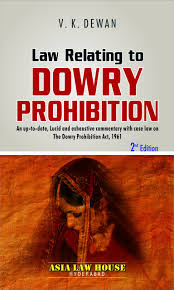 V. K. DEWAN
Law Relating to
DOWRY
PROHIBITION
An up-to-date, Lucid and exhaustive commentary with case law on
The Dowry Prohibition Act, 1961
2nd Edition
ASIA LAW HOUSE
HYDERABAD